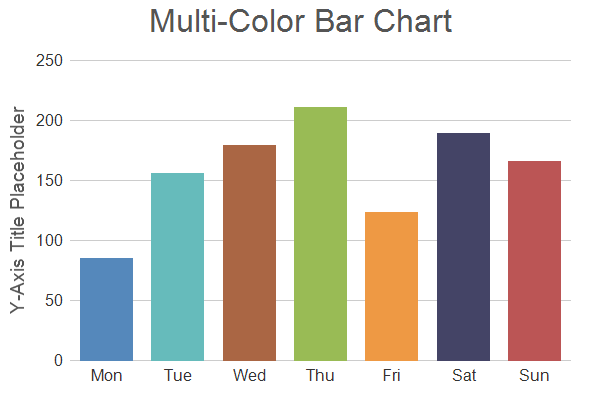 Multi-Color Bar Chart
Y-Axis Title Placeholder
250
200
150
100
50
0
Mon Tue Wed Thu Fri Sat Sun